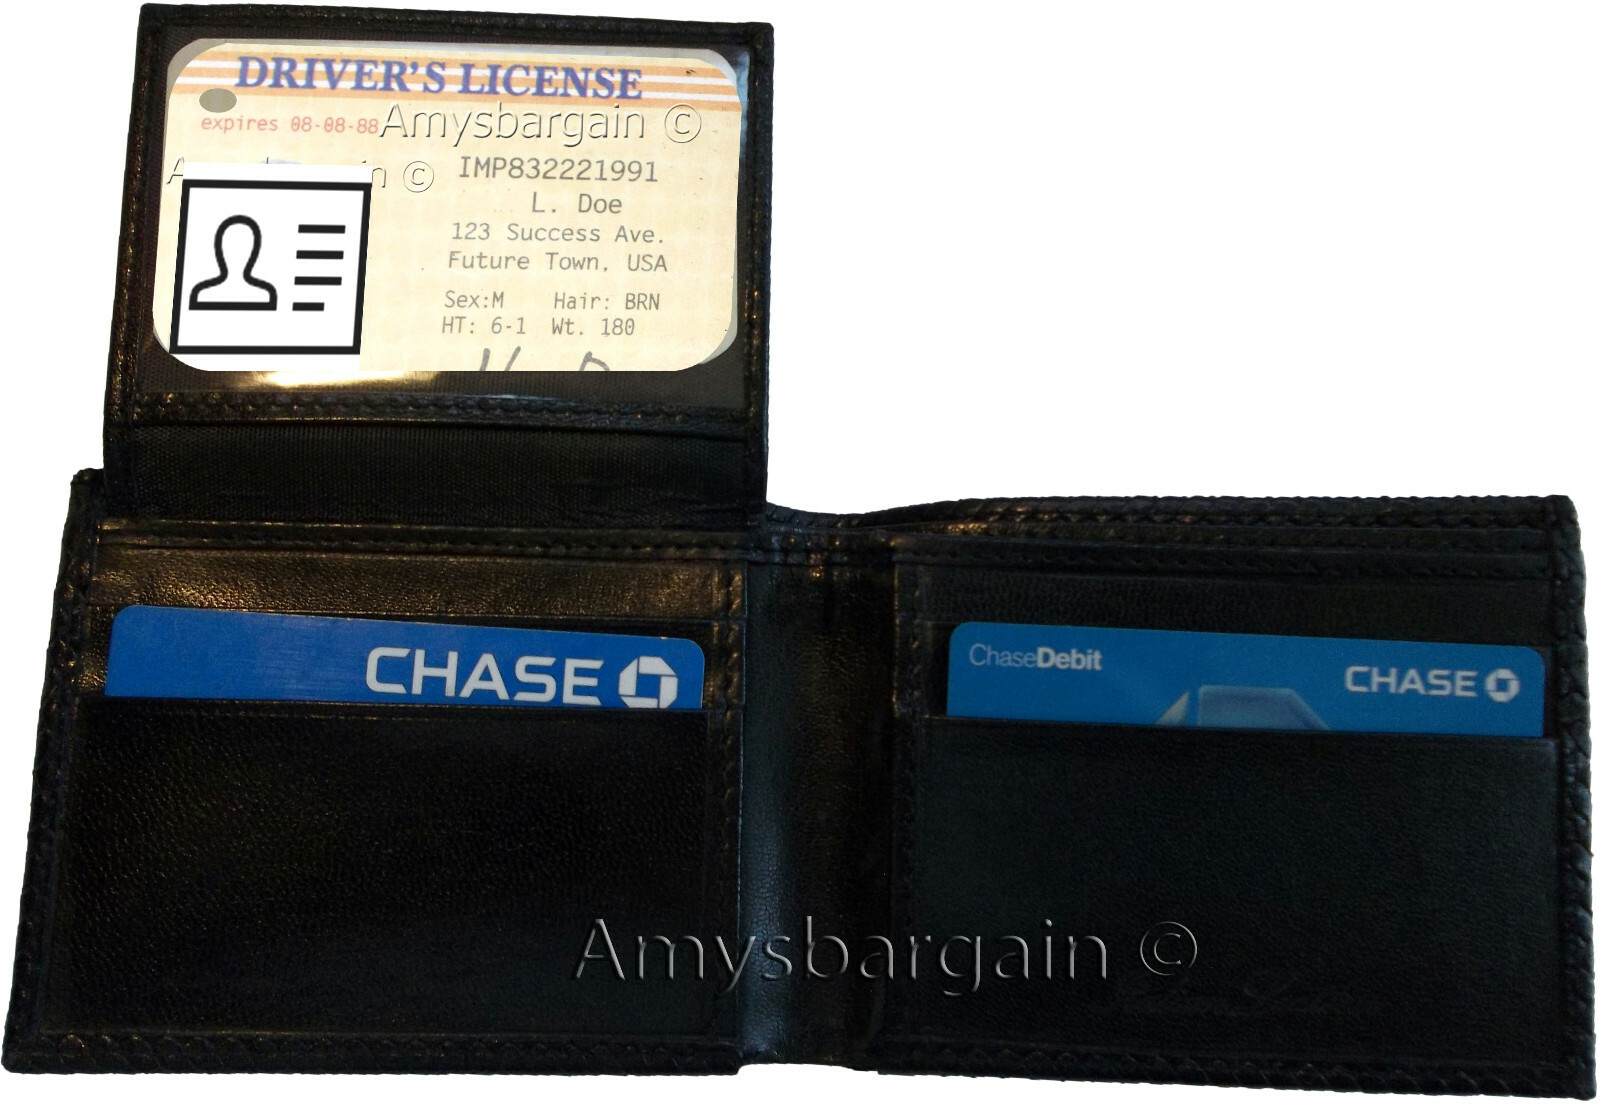 DRIVER'S LICENSE
expires 08-08-88
Amysbargain ©
IMP832221991
L. Doe
123 Success Ave.
Future Town, USA
Sex:M Hair: BRN
HT: 6-1 Wt. 180
CHASE
ChaseDebit
CHASE
Amysbargain ©